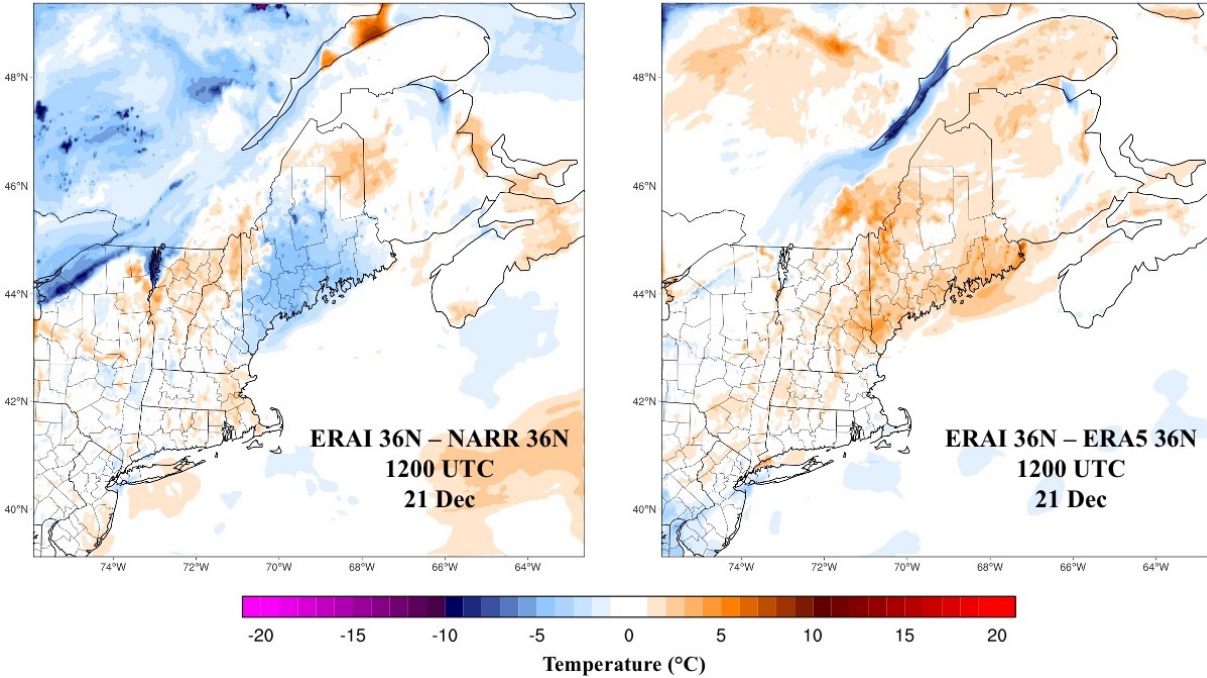 48°N
46°N
44°N
42°N
40°N
74°W
72°W
70°W
68°W
66°W
64°W
ERAI 36N – NARR 36N
1200 UTC
21 Dec
48°N
46°N
44°N
42°N
40°N
74°W
72°W
70°W
68°W
66°W
64°W
ERAI 36N – ERA5 36N
1200 UTC
21 Dec
-20
-15
-10
-5
0
5
10
15
20
Temperature (°C)